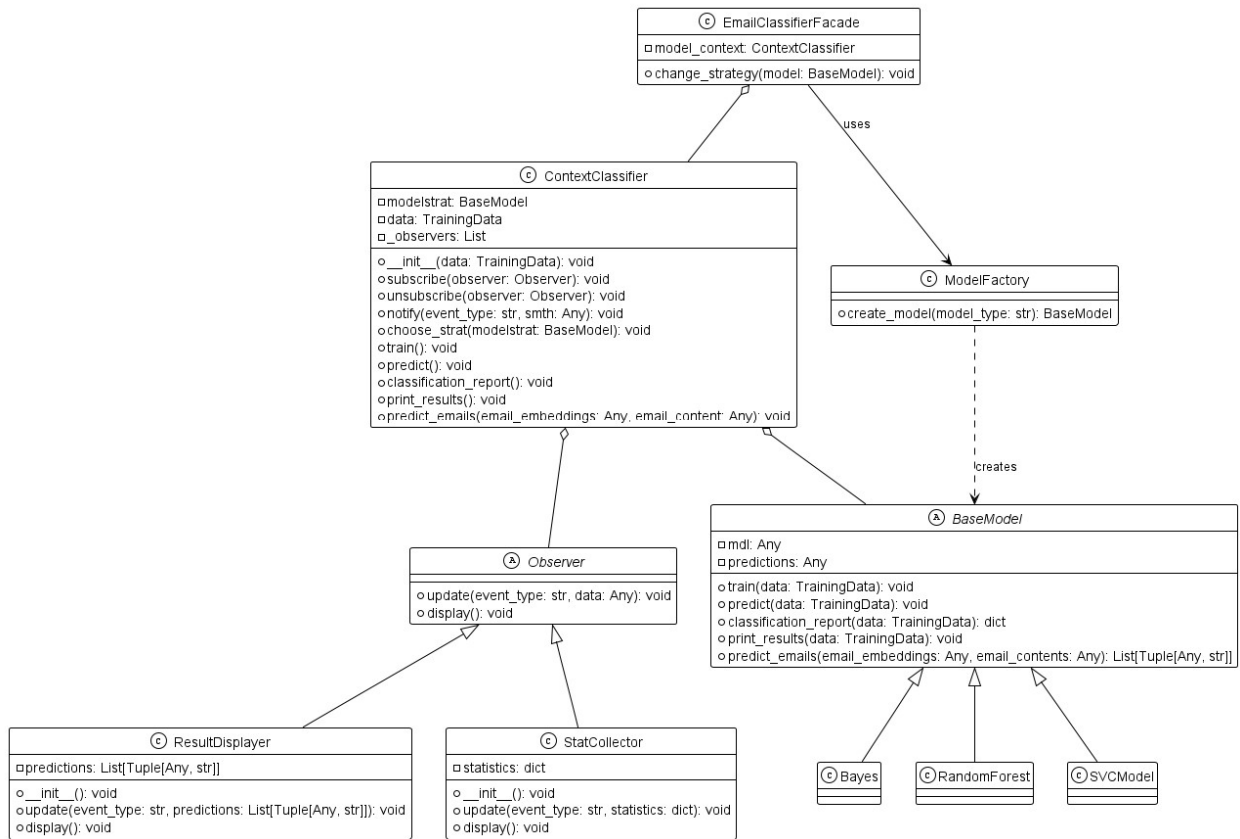 C EmailClassifierFacade
model_context: ContextClassifier
change_strategy(model: BaseModel): void
uses
C ContextClassifier
modelstrat: BaseModel
data: TrainingData
_observers: List
__init__(data: TrainingData): void
subscribe(observer: Observer): void
unsubscribe(observer: Observer): void
notify(event_type: str, smth: Any): void
choose_strat(modelstrat: BaseModel): void
train(): void
predict(): void
classification_report(): void
print_results(): void
predict_emails(email_embeddings: Any, email_content: Any): void
C ModelFactory
create_model(model_type: str): BaseModel
creates
A Observer
update(event_type: str, data: Any): void
display(): void
A BaseModel
mdl: Any
predictions: Any
train(data: TrainingData): void
predict(data: TrainingData): void
classification_report(data: TrainingData): dict
print_results(data: TrainingData): void
predict_emails(email_embeddings: Any, email_contents: Any): List[Tuple[Any, str]]
C ResultDisplayer
predictions: List[Tuple[Any, str]]
__init__(): void
update(event_type: str, predictions: List[Tuple[Any, str]]): void
display(): void
C StatCollector
statistics: dict
__init__(): void
update(event_type: str, statistics: dict): void
display(): void
C Bayes
C RandomForest
C SVCModel